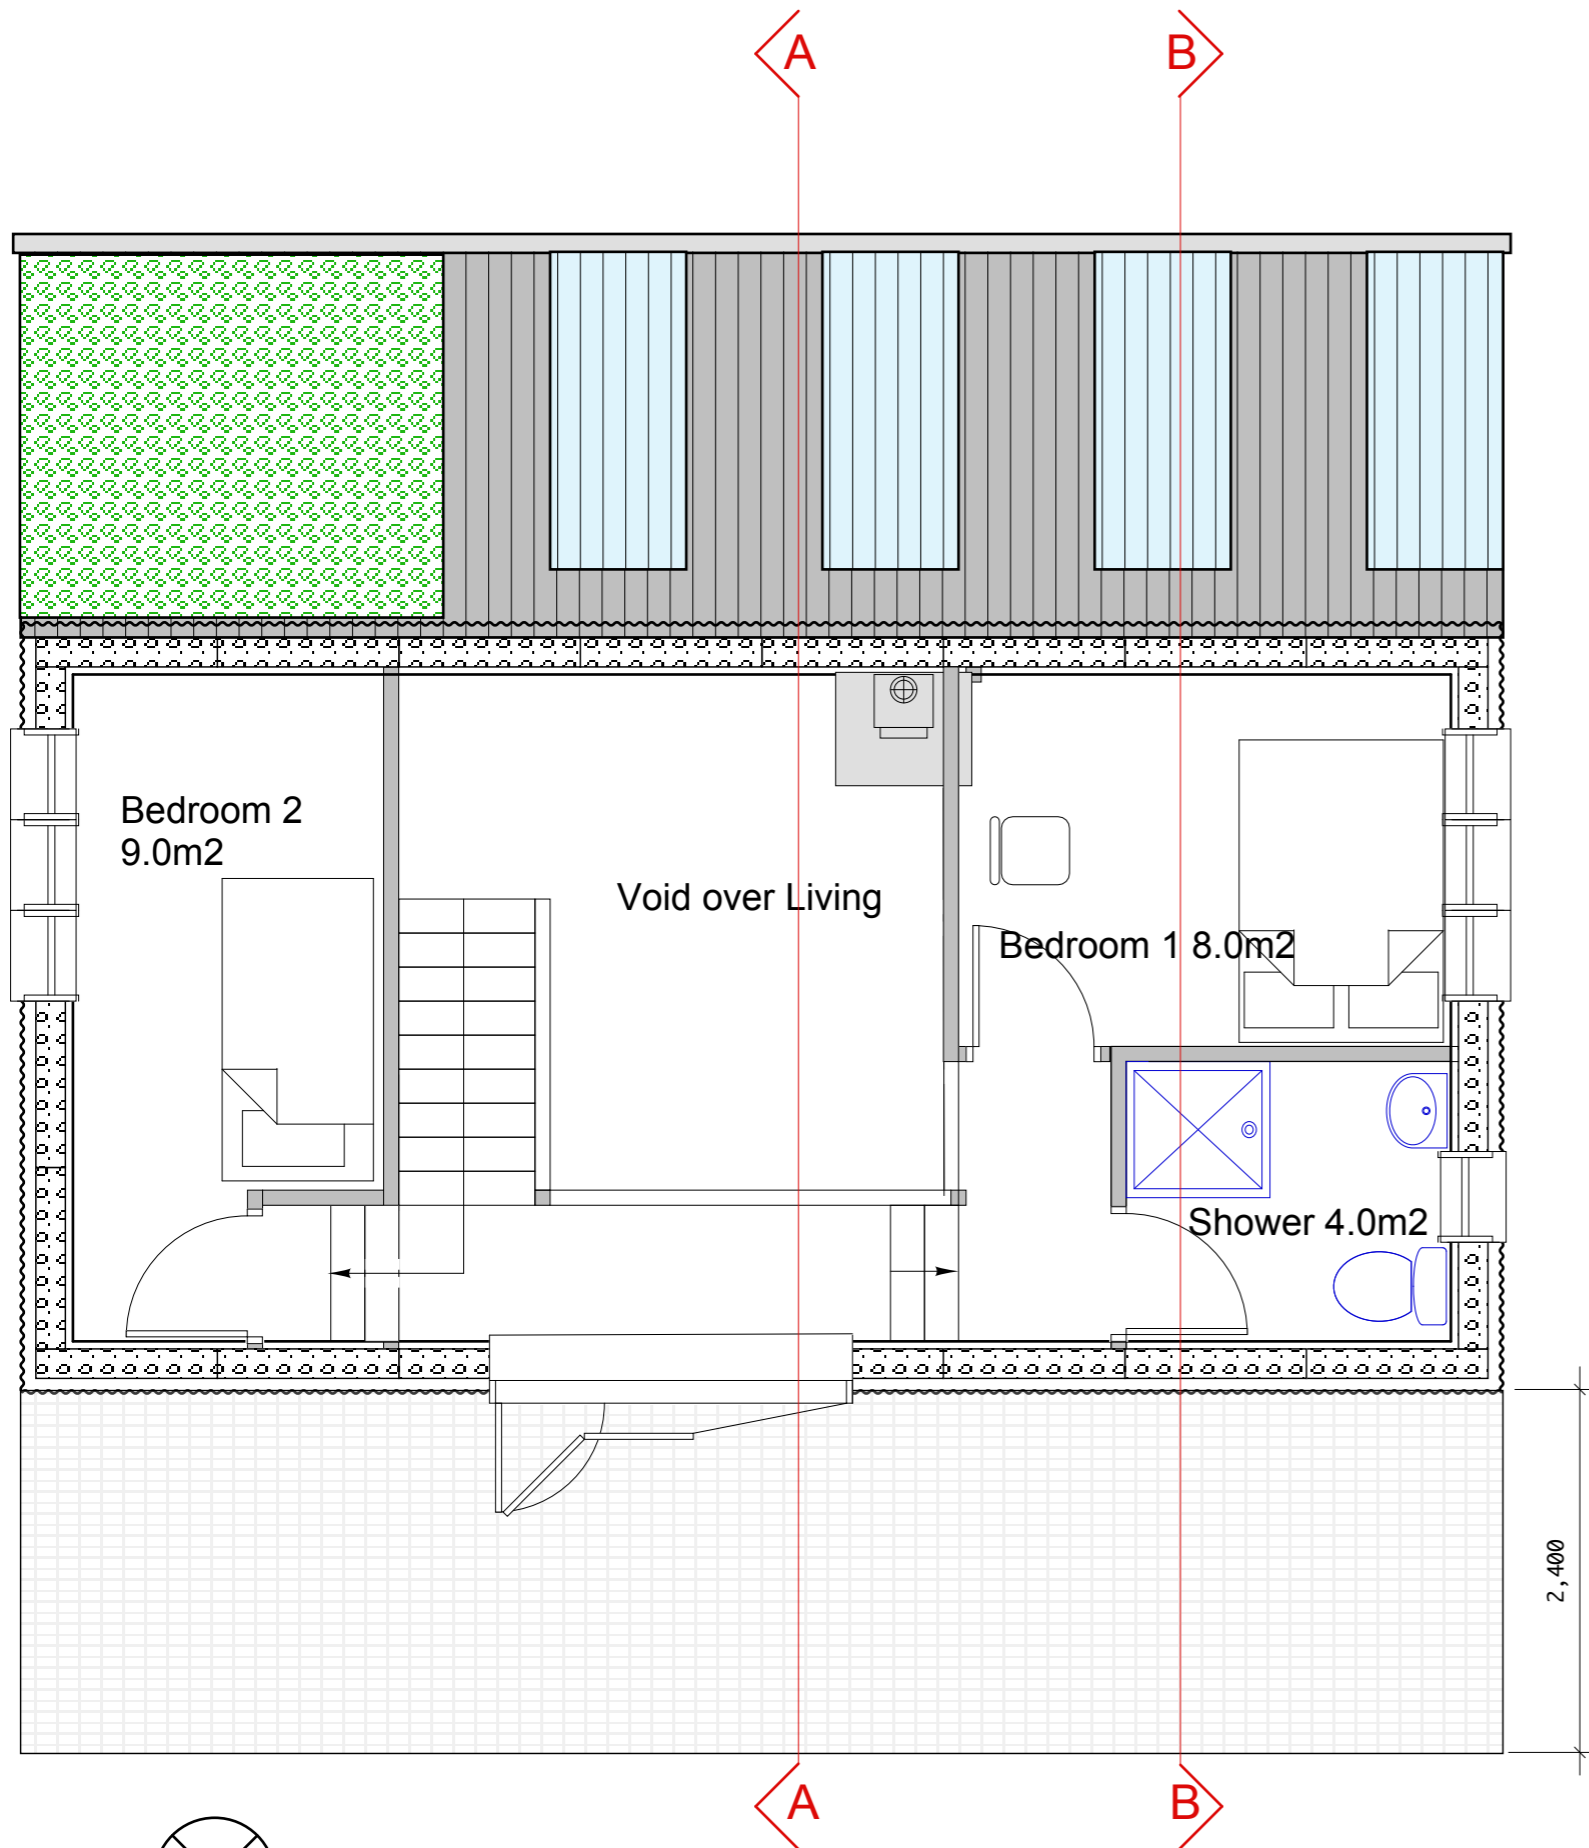 A
B
Bedroom 2
9.0m2
Void over Living
Bedroom 1 8.0m2
Shower 4.0m2
2,400
A
B